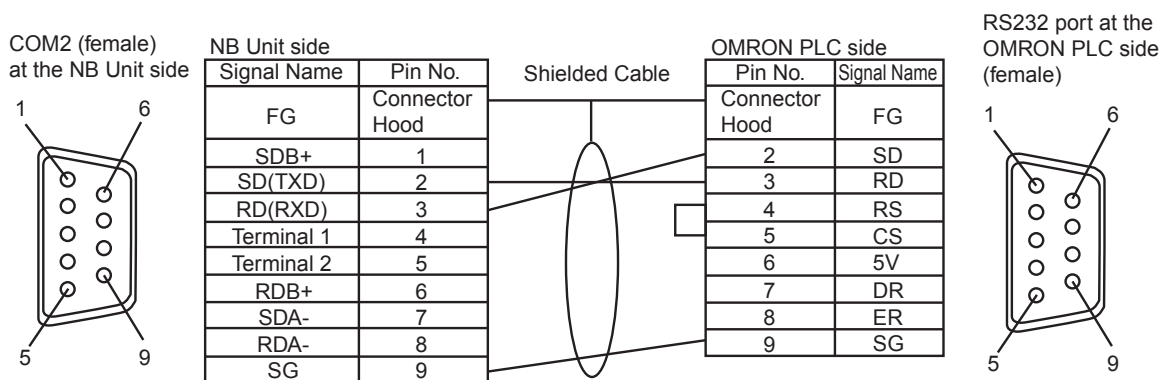 COM2 (female)
at the NB Unit side
1
6
5
9
NB Unit side
Signal Name Pin No.
FG Connector Hood
SDB+ 1
SD(TXD) 2
RD(RXD) 3
Terminal 1 4
Terminal 2 5
RDB+ 6
SDA- 7
RDA- 8
SG 9
Shielded Cable
OMRON PLC side
Pin No. Signal Name
Connector Hood FG
2 SD
3 RD
4 RS
5 CS
6 5V
7 DR
8 ER
9 SG
RS232 port at the
OMRON PLC side
(female)
1
6
5
9